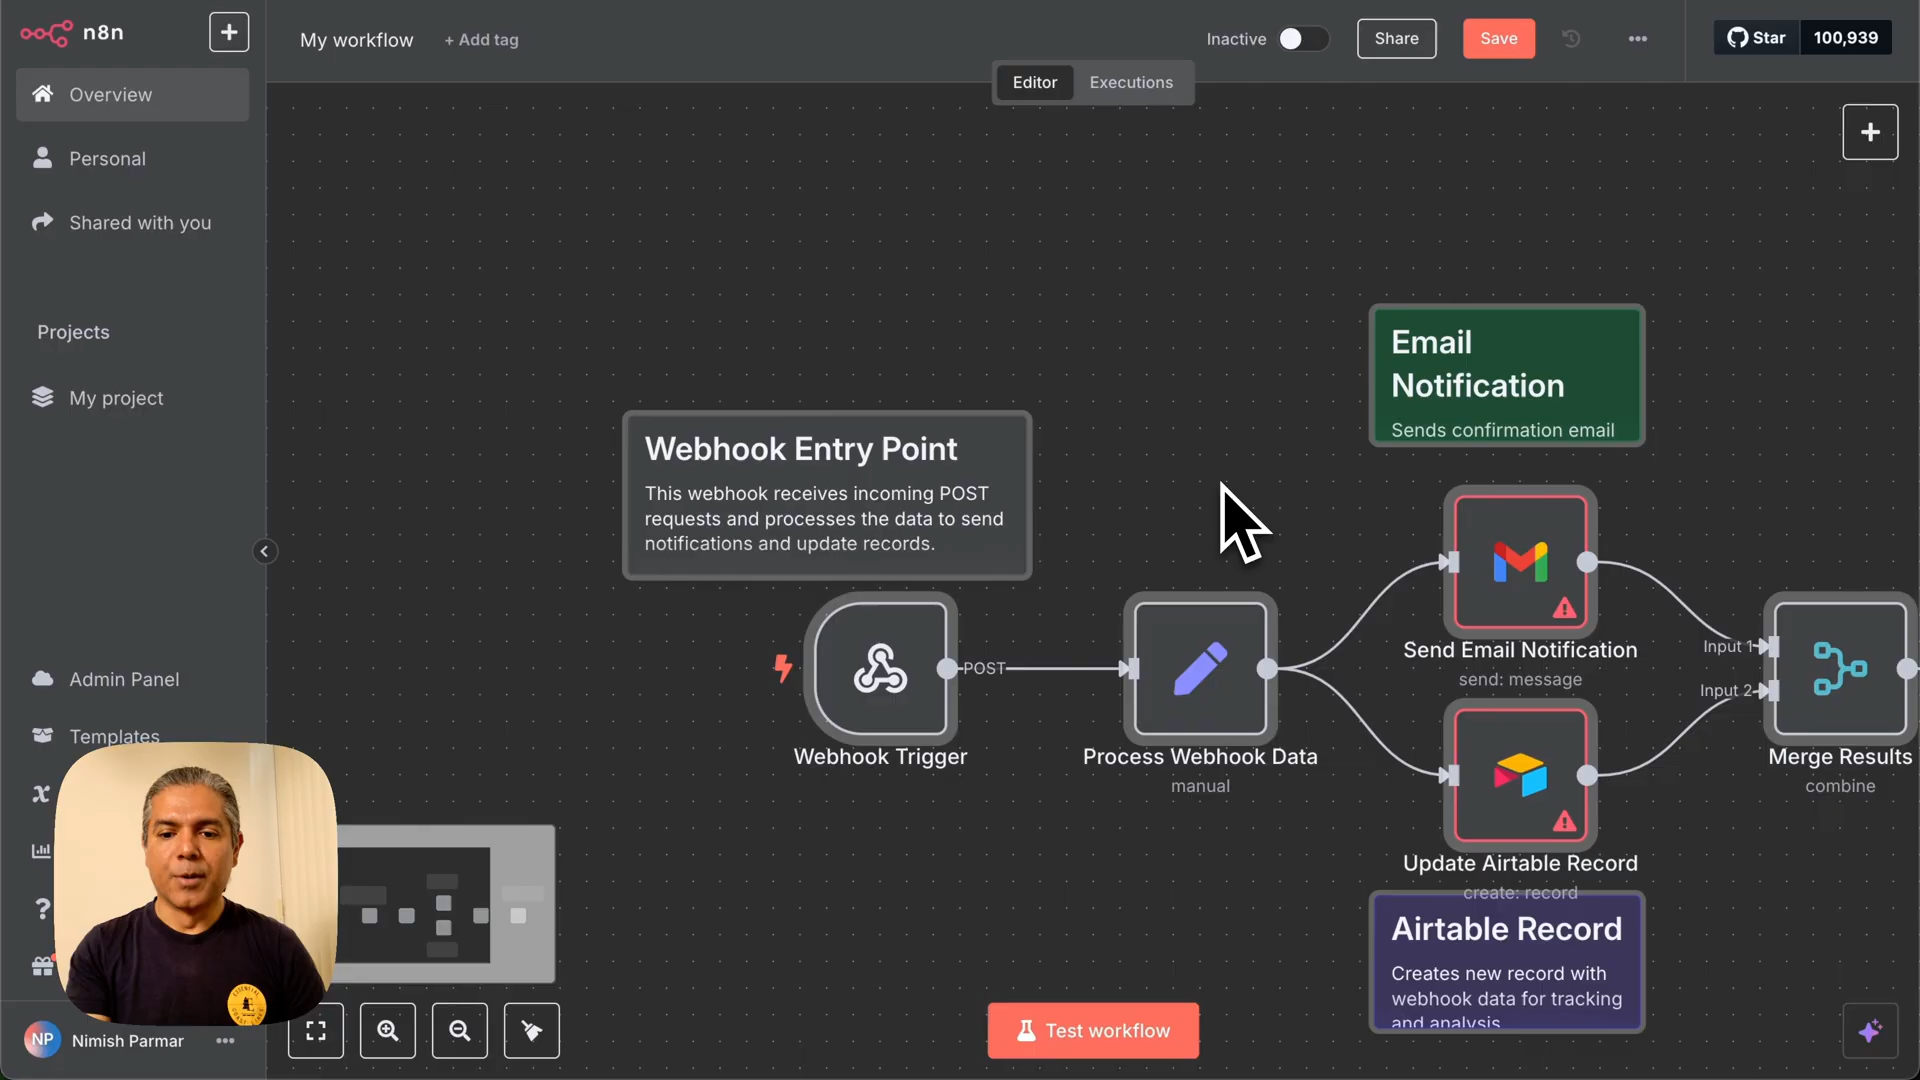 n8n
My workflow
+ Add tag
Inactive
Share
Save
Star
100,939
Editor
Executions
Overview
Personal
Shared with you
Projects
My project
Admin Panel
Templates
NP
Nimish Parmar
Webhook Entry Point
This webhook receives incoming POST
requests and processes the data to send
notifications and update records.
Email
Notification
Sends confirmation email
POST
Webhook Trigger
Process Webhook Data
manual
Send Email Notification
send: message
Input 1
Input 2
Merge Results
combine
Update Airtable Record
create: record
Airtable Record
Creates new record with
webhook data for tracking
and analysis
Test workflow